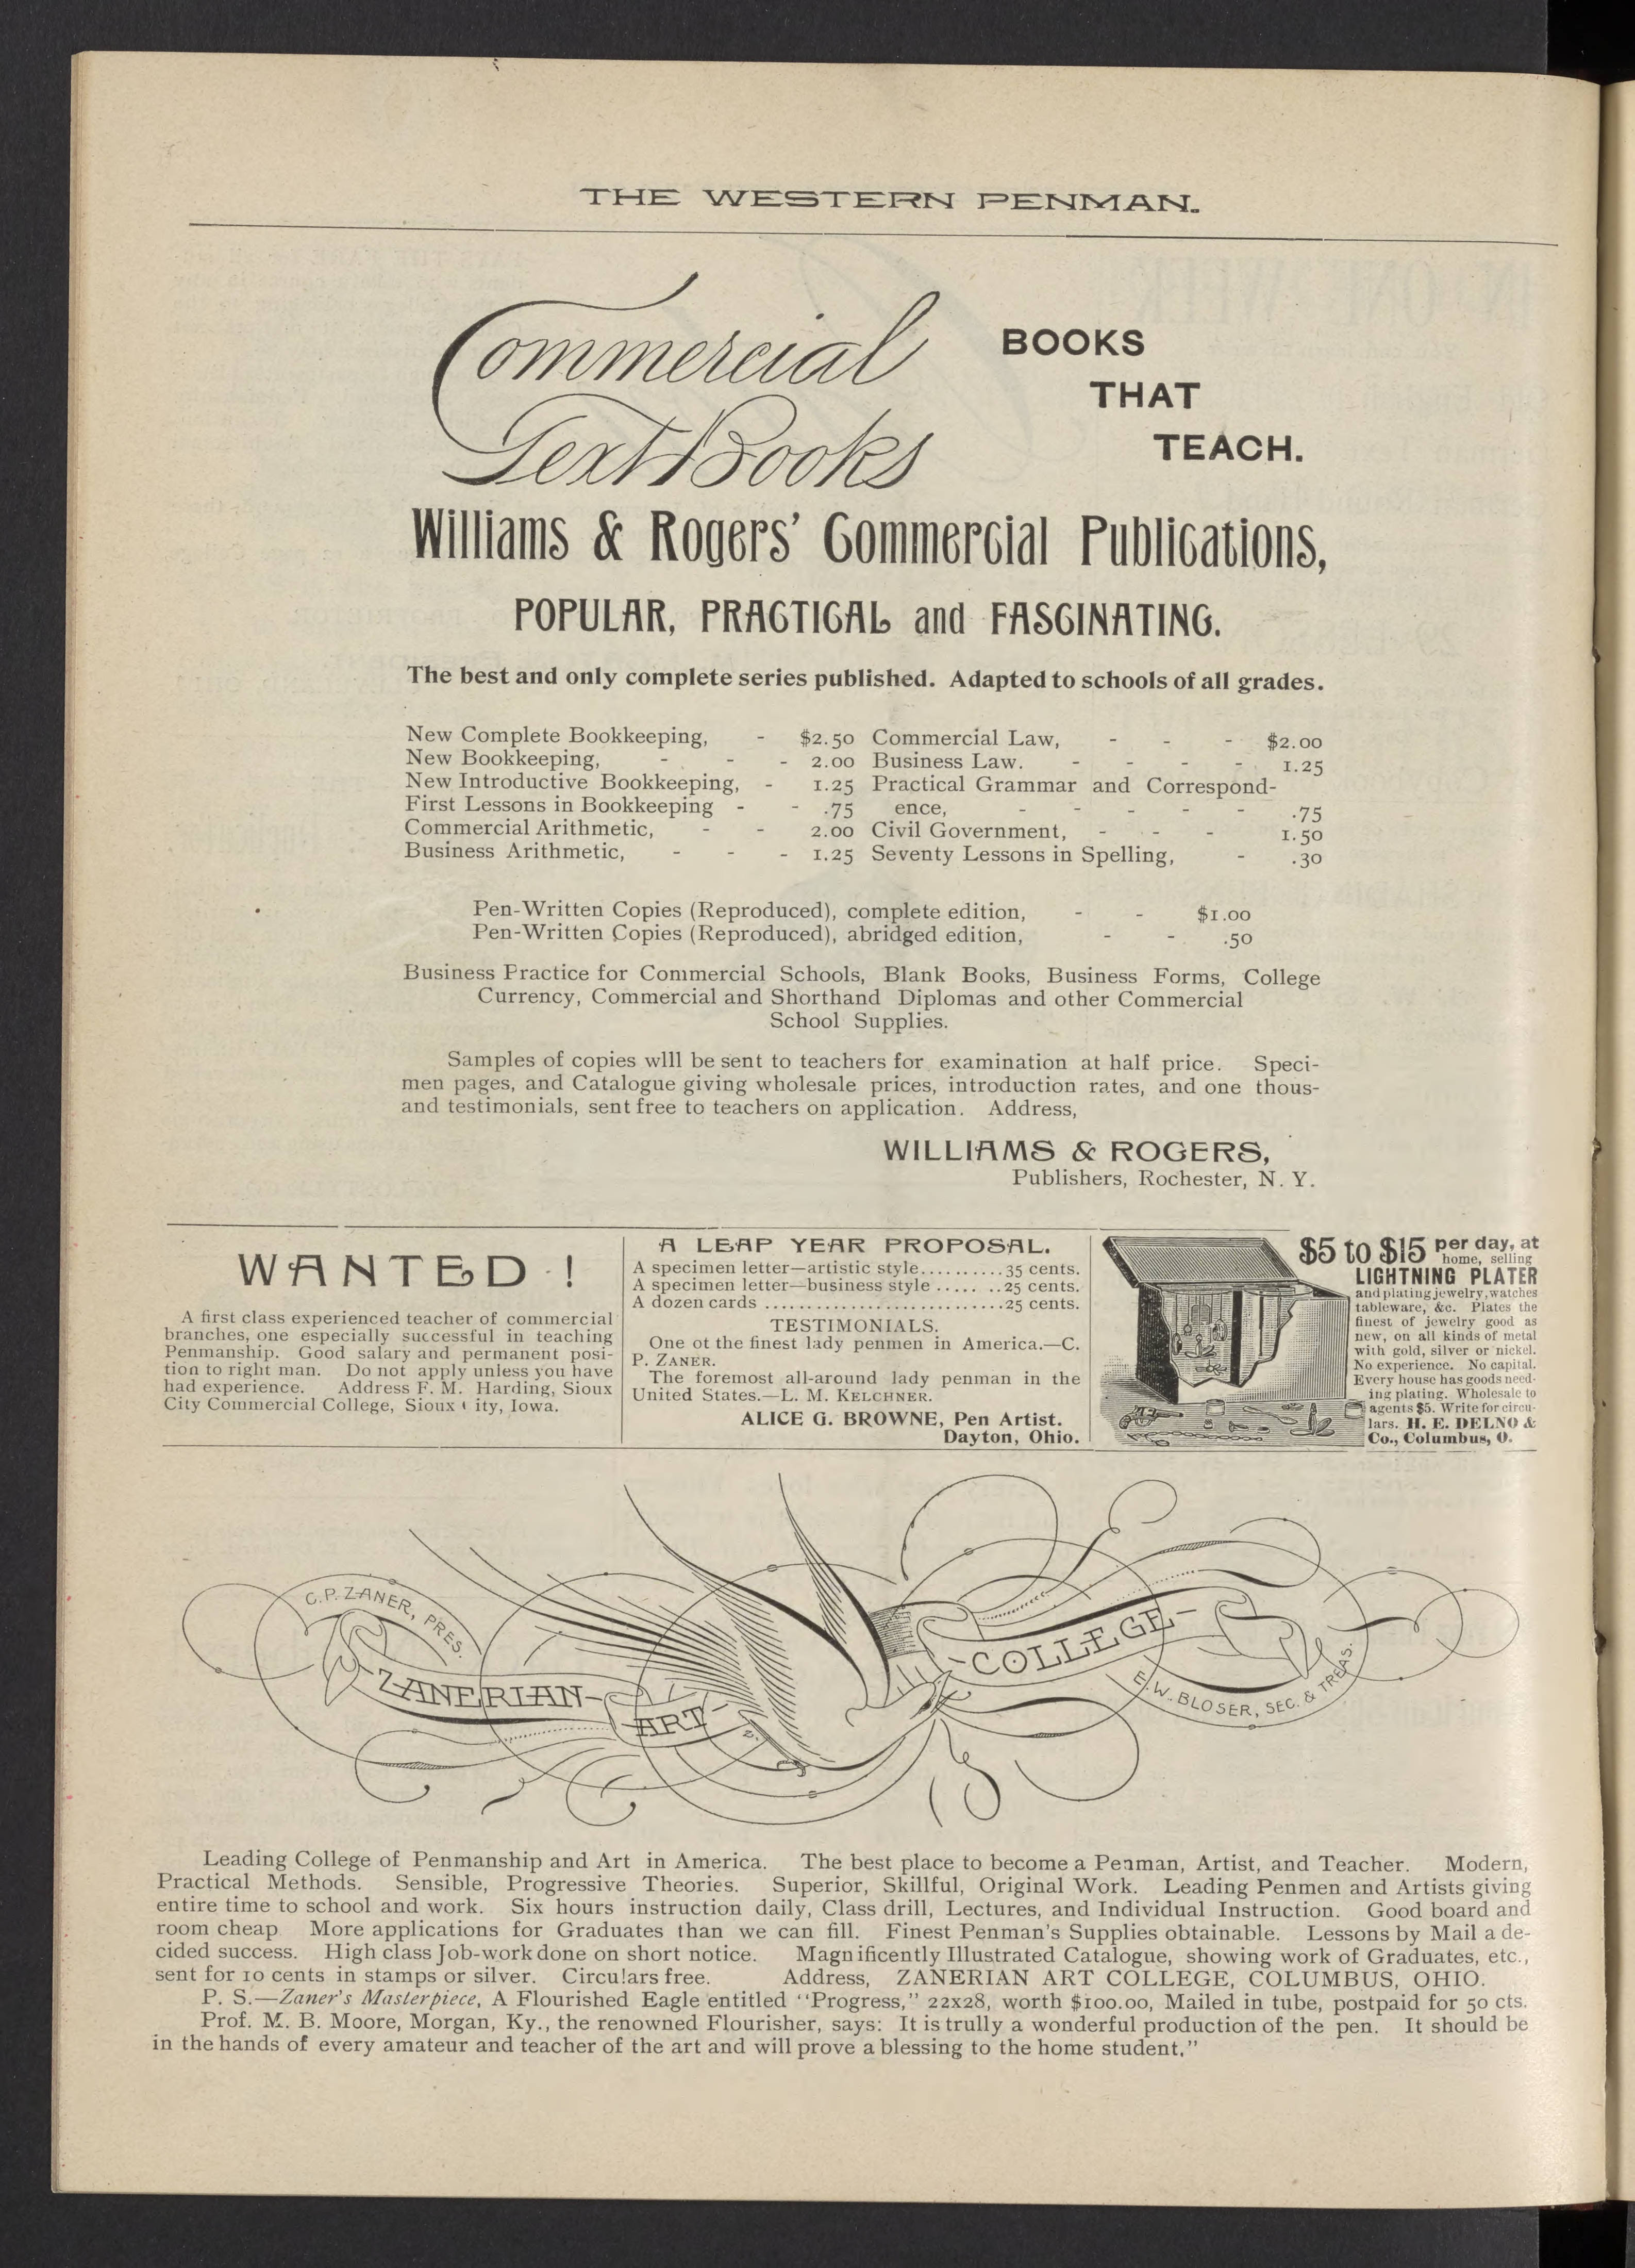 THE WESTERN PENMAN.
Commercial
Text Books
BOOKS
THAT
TEACH.
Williams & Rogers' Commercial Publications,
POPULAR, PRACTICAL and FASCINATING.
The best and only complete series published. Adapted to schools of all grades.
New Complete Bookkeeping, - $2.50
New Bookkeeping, - - - 2.00
New Introductive Bookkeeping, - 1.25
First Lessons in Bookkeeping - - .75
Commercial Arithmetic, - - 2.00
Business Arithmetic, - - - 1.25
Commercial Law, - - - $2.00
Business Law. - - - - 1.25
Practical Grammar and Correspond-
ence, - - - - - .75
Civil Government, - - - 1.50
Seventy Lessons in Spelling, - .30
Pen-Written Copies (Reproduced), complete edition, - - $1.00
Pen-Written Copies (Reproduced), abridged edition, - - .50
Business Practice for Commercial Schools, Blank Books, Business Forms, College
Currency, Commercial and Shorthand Diplomas and other Commercial
School Supplies.
Samples of copies wlll be sent to teachers for examination at half price. Speci-
men pages, and Catalogue giving wholesale prices, introduction rates, and one thous-
and testimonials, sent free to teachers on application. Address,
WILLIAMS & ROGERS,
Publishers, Rochester, N. Y.
WANTED !
A first class experienced teacher of commercial
branches, one especially successful in teaching
Penmanship. Good salary and permanent posi-
tion to right man. Do not apply unless you have
had experience. Address F. M. Harding, Sioux
City Commercial College, Sioux ity, Iowa.
A LEAP YEAR PROPOSAL.
A specimen letter—artistic style..........35 cents.
A specimen letter—business style ..... ..25 cents.
A dozen cards .............................25 cents.
TESTIMONIALS.
One ot the finest lady penmen in America.—C.
P. ZANER.
The foremost all-around lady penman in the
United States.—L. M. KELCHNER.
ALICE G. BROWNE, Pen Artist.
Dayton, Ohio.
$5 to $15 per day, at
home, selling
LIGHTNING PLATER
and plating jewelry, watches
tableware, &c. Plates the
finest of jewelry good as
new, on all kinds of metal
with gold, silver or nickel.
No experience. No capital.
Every house has goods need-
ing plating. Wholesale to
agents $5. Write for circu-
lars. H. E. DELNO &
Co., Columbus, O.
C. P. ZANER, PRES.
ZANERIAN
ART
COLLEGE
E. W. BLOSER, SEC. & TREAS.
Leading College of Penmanship and Art in America. The best place to become a Penman, Artist, and Teacher. Modern,
Practical Methods. Sensible, Progressive Theories. Superior, Skillful, Original Work. Leading Penmen and Artists giving
entire time to school and work. Six hours instruction daily, Class drill, Lectures, and Individual Instruction. Good board and
room cheap More applications for Graduates than we can fill. Finest Penman's Supplies obtainable. Lessons by Mail a de-
cided success. High class Job-work done on short notice. Magnificently Illustrated Catalogue, showing work of Graduates, etc.,
sent for 10 cents in stamps or silver. Circulars free. Address, ZANERIAN ART COLLEGE, COLUMBUS, OHIO.
P. S.—Zaner's Masterpiece, A Flourished Eagle entitled "Progress," 22x28, worth $100.00, Mailed in tube, postpaid for 50 cts.
Prof. M. B. Moore, Morgan, Ky., the renowned Flourisher, says: It is trully a wonderful production of the pen. It should be
in the hands of every amateur and teacher of the art and will prove a blessing to the home student,"